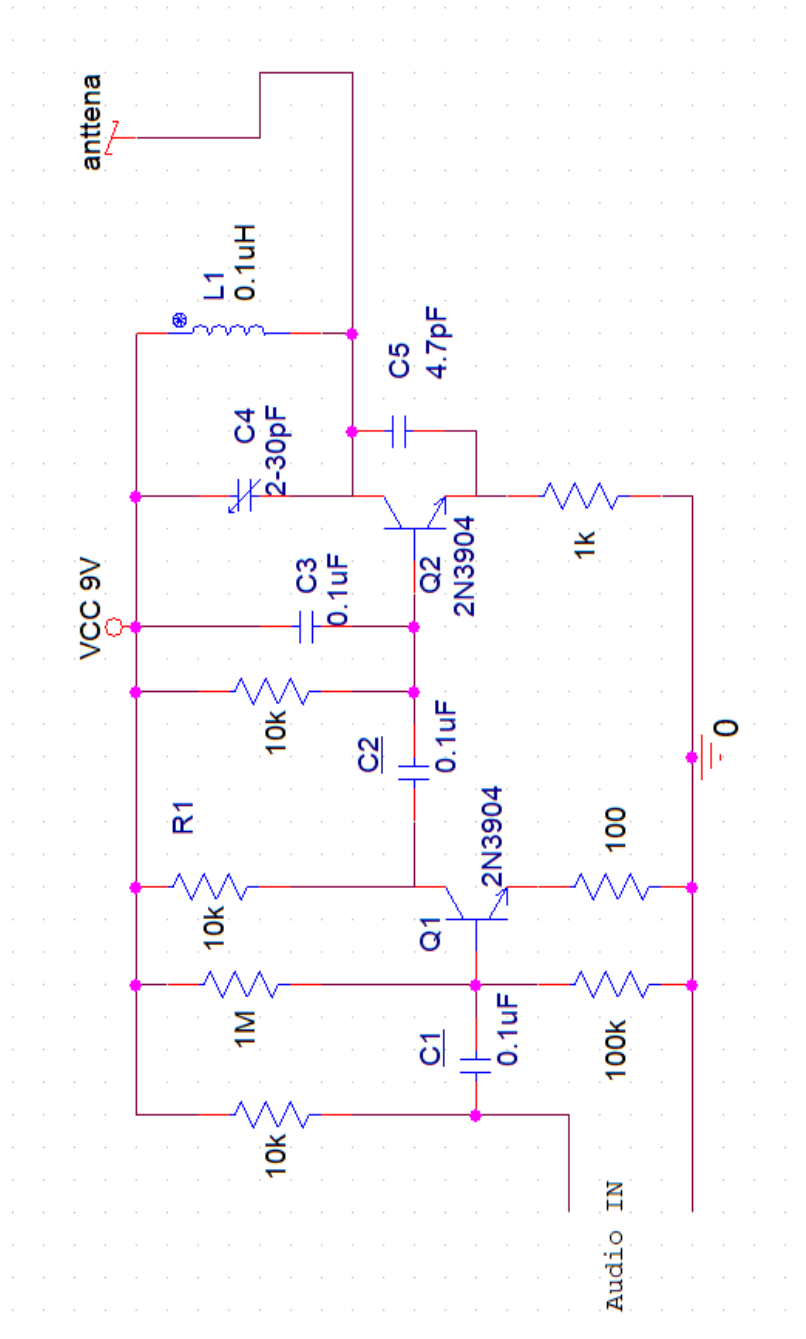 anttena
L1
0.1uH
C4
2-30pF
C5
4.7pF
VCC 9V
C3
0.1uF
Q2
2N3904
1k
10k
C2
0.1uF
R1
10k
Q1
2N3904
100
0
1M
C1
0.1uF
100k
10k
Audio IN